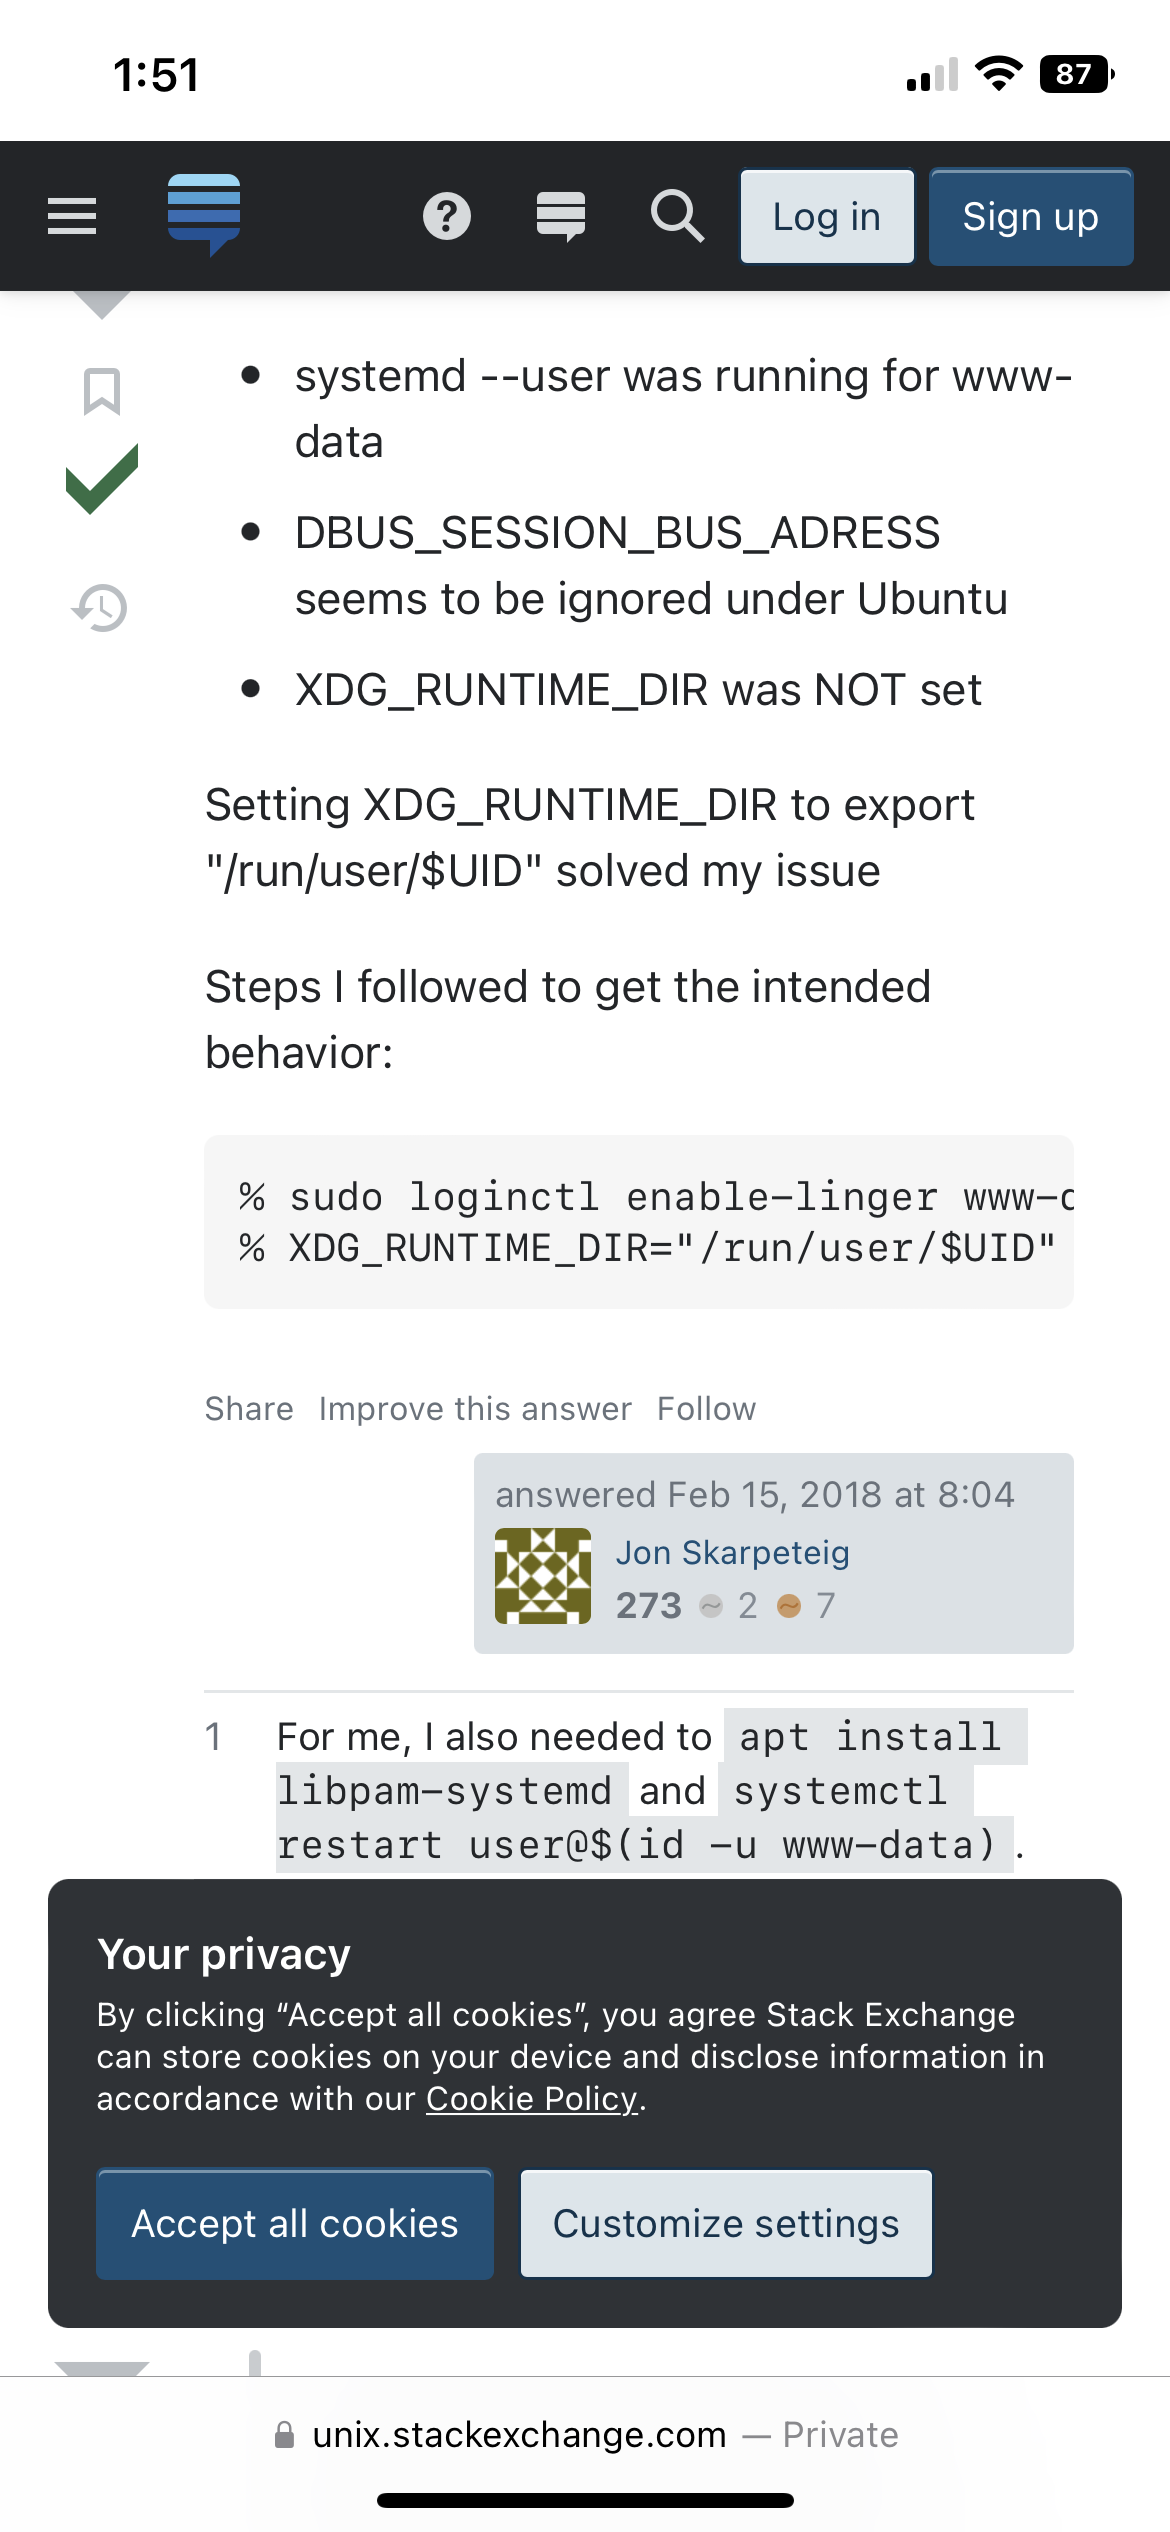 1:51
87
Log in
Sign up
systemd --user was running for www-
data
DBUS_SESSION_BUS_ADRESS
seems to be ignored under Ubuntu
XDG_RUNTIME_DIR was NOT set
Setting XDG_RUNTIME_DIR to export
"/run/user/$UID" solved my issue
Steps I followed to get the intended
behavior:
% sudo loginctl enable-linger www-
% XDG_RUNTIME_DIR="/run/user/$UID"
Share Improve this answer Follow
answered Feb 15, 2018 at 8:04
Jon Skarpeteig
273 2 7
1 For me, I also needed to apt install
libpam-systemd and systemctl
restart user@$(id -u www-data).
Your privacy
By clicking “Accept all cookies”, you agree Stack Exchange
can store cookies on your device and disclose information in
accordance with our Cookie Policy.
Accept all cookies
Customize settings
unix.stackexchange.com — Private